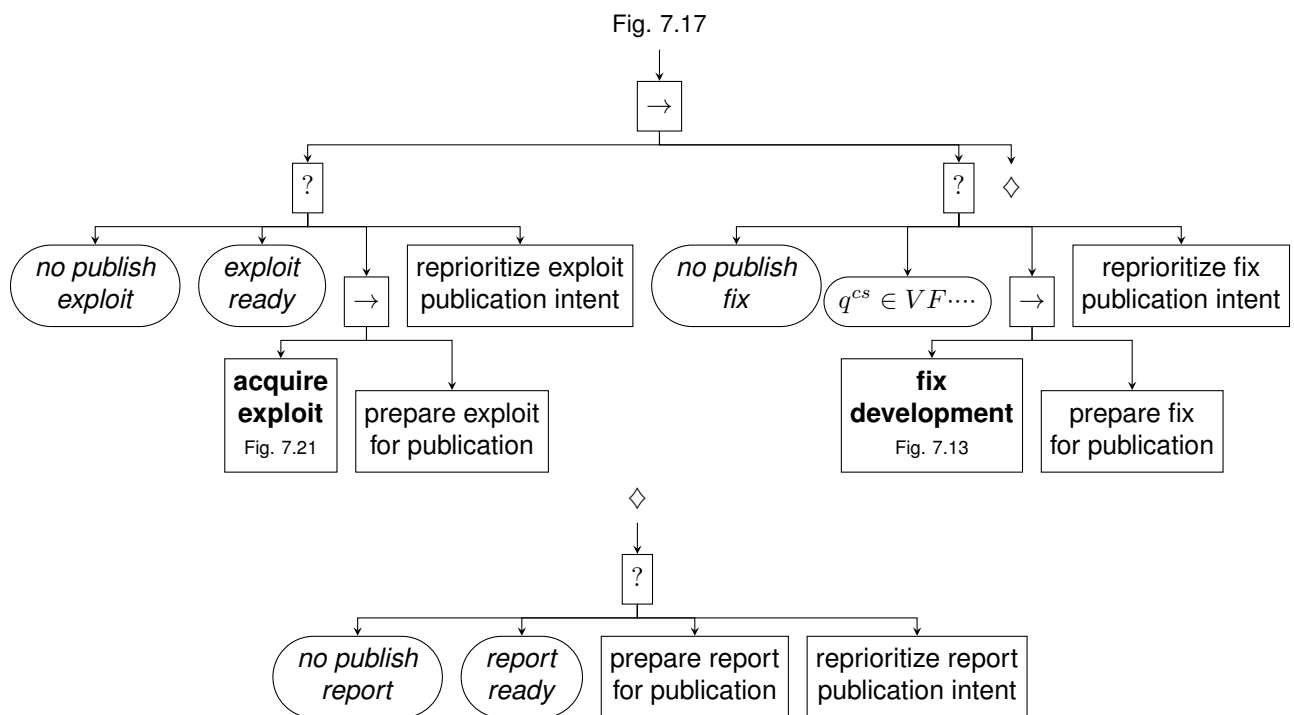 Fig. 7.17
→
?
?
◊
no publish
exploit
exploit
ready
→
reprioritize exploit
publication intent
no publish
fix
q^{cs} ∈ VF····
→
reprioritize fix
publication intent
acquire
exploit
Fig. 7.21
prepare exploit
for publication
fix
development
Fig. 7.13
prepare fix
for publication
◊
?
no publish
report
report
ready
prepare report
for publication
reprioritize report
publication intent